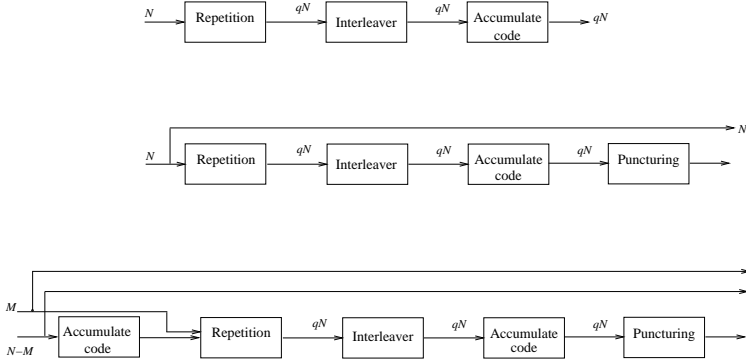 N
Repetition
qN
Interleaver
qN
Accumulate
code
qN
N
N
Repetition
qN
Interleaver
qN
Accumulate
code
qN
Puncturing
M
N−M
Accumulate
code
Repetition
qN
Interleaver
qN
Accumulate
code
qN
Puncturing